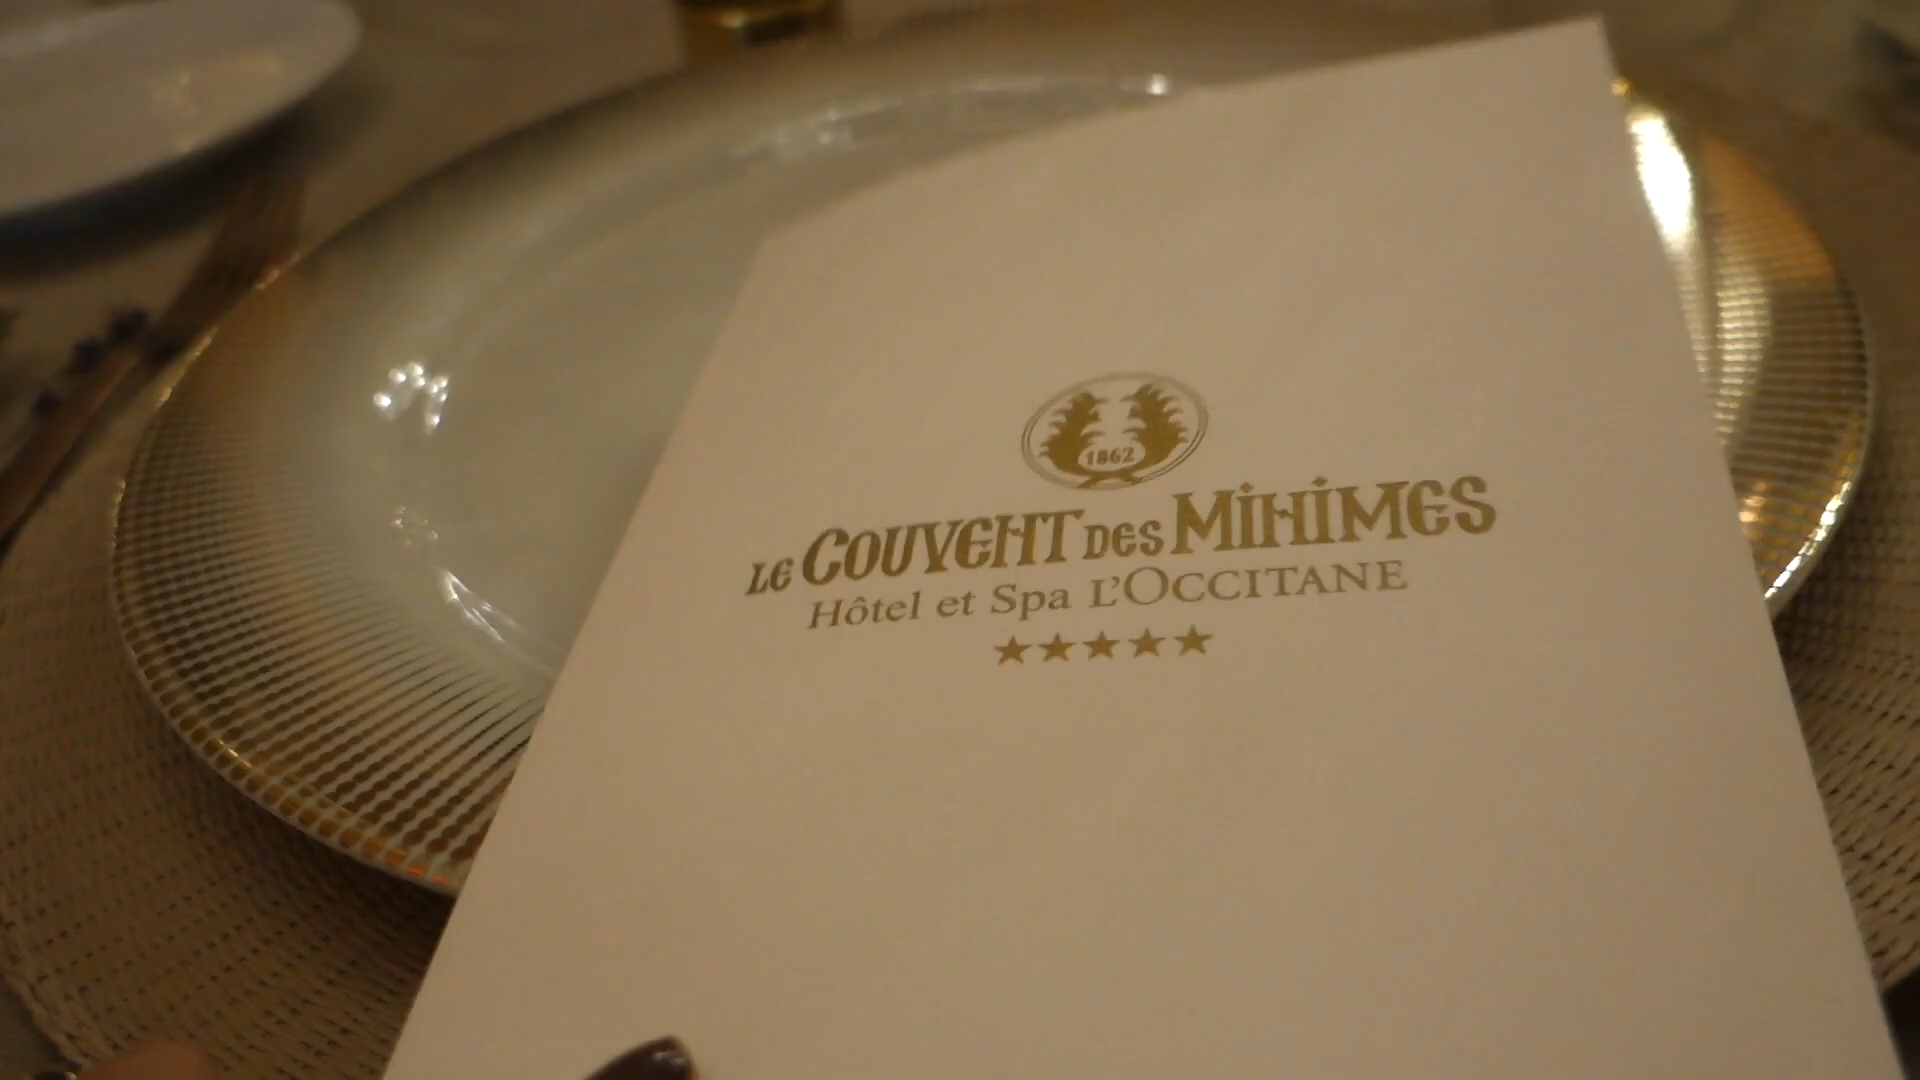 1862
LE COUVENT DES MINIMES
Hôtel et Spa L'OCCITANE
★★★★★